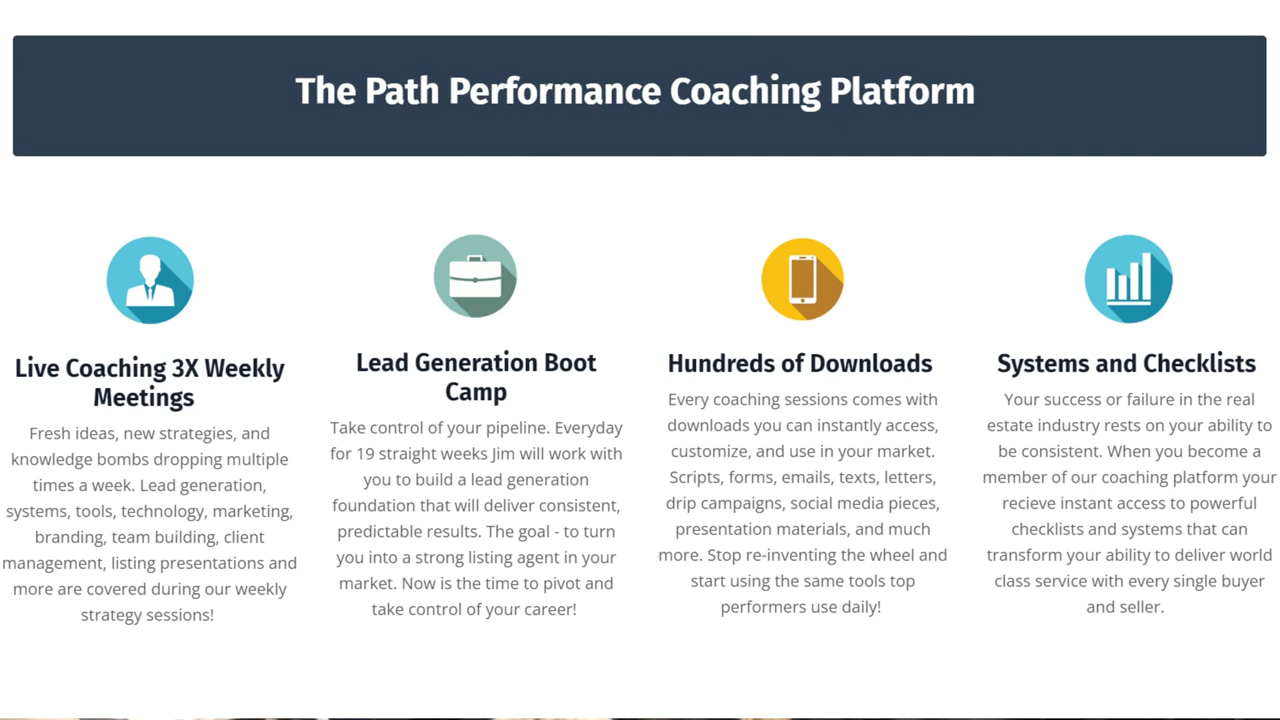 The Path Performance Coaching Platform
Live Coaching 3X Weekly
Meetings
Fresh ideas, new strategies, and
knowledge bombs dropping multiple
times a week. Lead generation,
systems, tools, technology, marketing,
branding, team building, client
management, listing presentations and
more are covered during our weekly
strategy sessions!
Lead Generation Boot
Camp
Take control of your pipeline. Everyday
for 19 straight weeks Jim will work with
you to build a lead generation
foundation that will deliver consistent,
predictable results. The goal - to turn
you into a strong listing agent in your
market. Now is the time to pivot and
take control of your career!
Hundreds of Downloads
Every coaching sessions comes with
downloads you can instantly access,
customize, and use in your market.
Scripts, forms, emails, texts, letters,
drip campaigns, social media pieces,
presentation materials, and much
more. Stop re-inventing the wheel and
start using the same tools top
performers use daily!
Systems and Checklists
Your success or failure in the real
estate industry rests on your ability to
be consistent. When you become a
member of our coaching platform your
recieve instant access to powerful
checklists and systems that can
transform your ability to deliver world
class service with every single buyer
and seller.